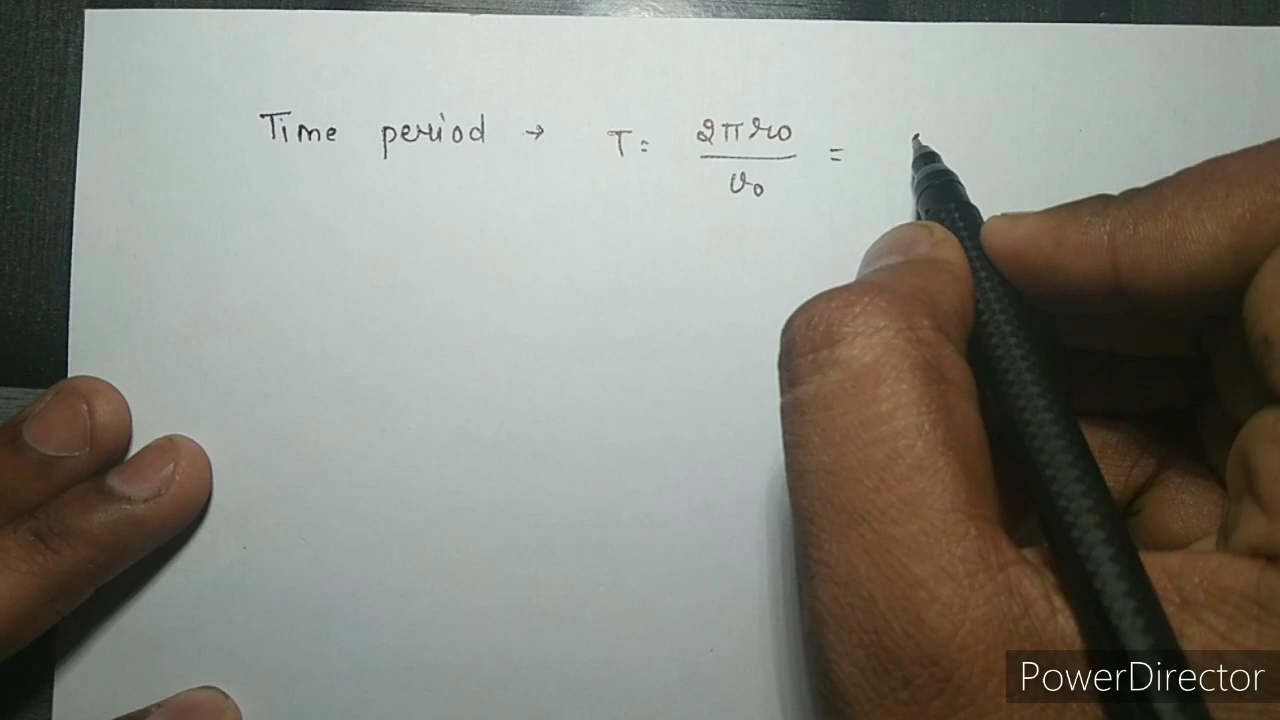 Time period → T= 2πr0 / v0 =
PowerDirector